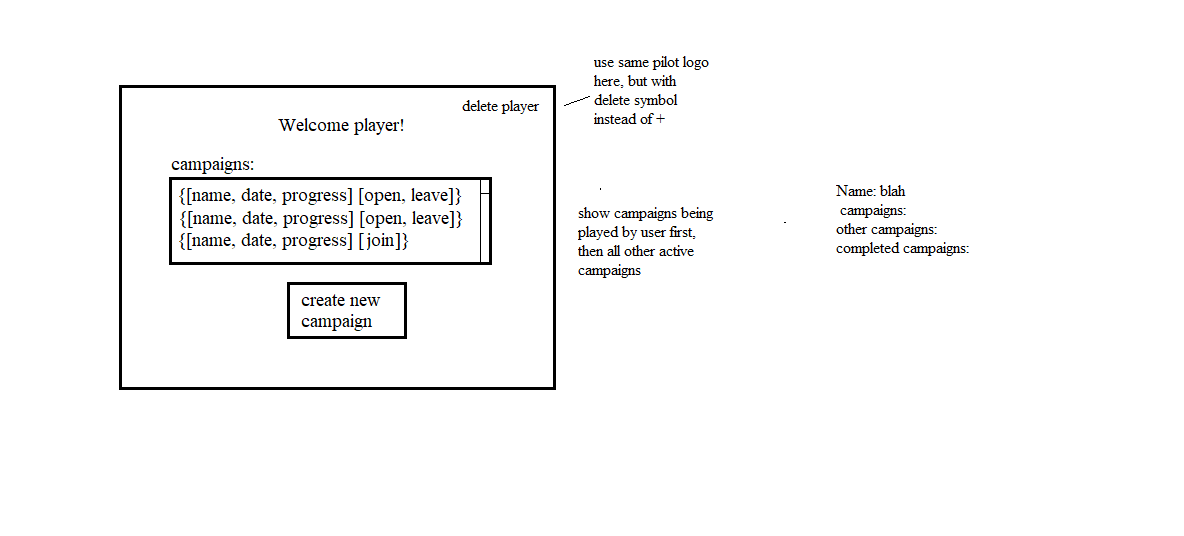 delete player
Welcome player!
campaigns:
{[name, date, progress] [open, leave]}
{[name, date, progress] [open, leave]}
{[name, date, progress] [join]}
create new
campaign
use same pilot logo
here, but with
delete symbol
instead of +
show campaigns being
played by user first,
then all other active
campaigns
Name: blah
campaigns:
other campaigns:
completed campaigns: